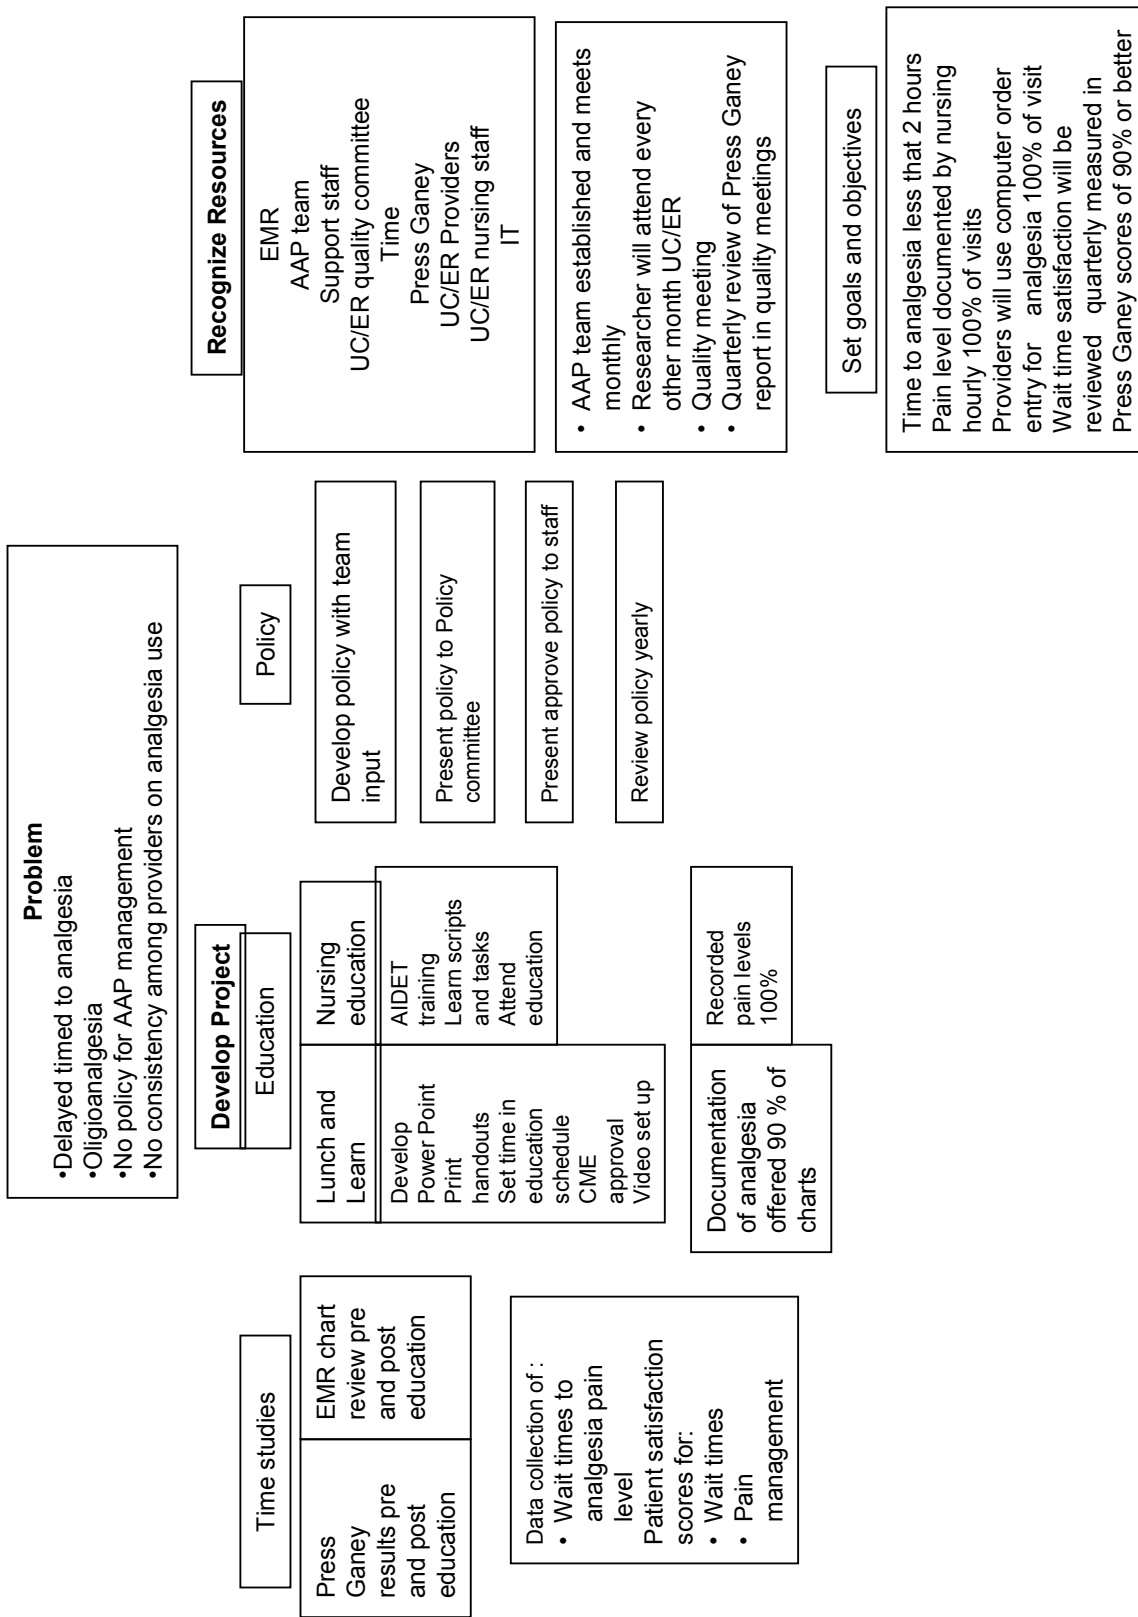 Problem
•Delayed timed to analgesia
•Oligioanalgesia
•No policy for AAP management
•No consistency among providers on analgesia use
Develop Project
Time studies
Press
Ganey
results pre
and post
education
EMR chart
review pre
and post
education
Data collection of :
• Wait times to
analgesia pain
level
Patient satisfaction
scores for:
• Wait times
• Pain
management
Education
Lunch and
Learn
Develop
Power Point
Print
handouts
Set time in
education
schedule
CME
approval
Video set up
Documentation
of analgesia
offered 90 % of
charts
Nursing
education
AIDET
training
Learn scripts
and tasks
Attend
education
Recorded
pain levels
100%
Policy
Develop policy with team
input
Present policy to Policy
committee
Present approve policy to staff
Review policy yearly
Recognize Resources
EMR
AAP team
Support staff
UC/ER quality committee
Time
Press Ganey
UC/ER Providers
UC/ER nursing staff
IT
• AAP team established and meets
monthly
• Researcher will attend every
other month UC/ER
• Quality meeting
• Quarterly review of Press Ganey
report in quality meetings
Set goals and objectives
Time to analgesia less that 2 hours
Pain level documented by nursing
hourly 100% of visits
Providers will use computer order
entry for analgesia 100% of visit
Wait time satisfaction will be
reviewed quarterly measured in
Press Ganey scores of 90% or better